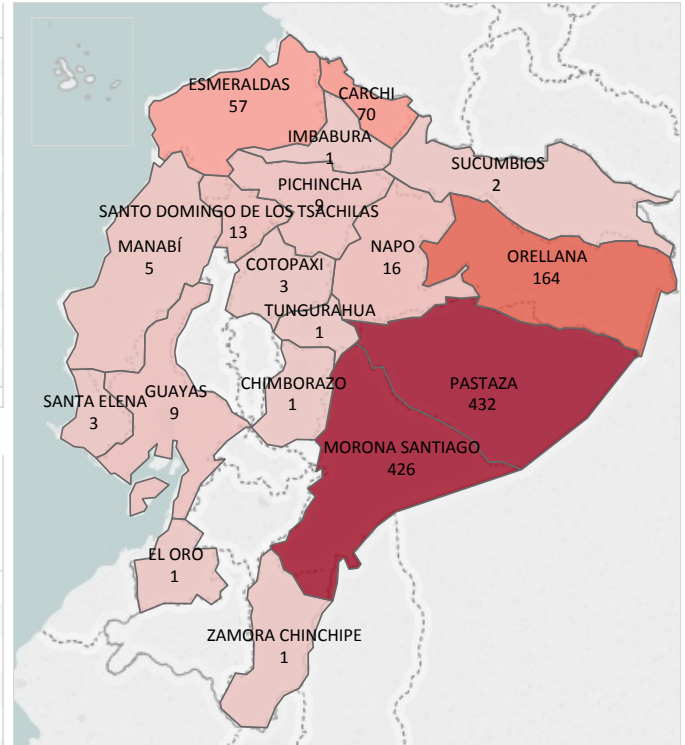 ESMERALDAS
57
CARCHI
70
IMBABURA
1
SUCUMBIOS
2
PICHINCHA
9
SANTO DOMINGO DE LOS TSÁCHILAS
13
MANABÍ
5
NAPO
16
ORELLANA
164
COTOPAXI
3
TUNGURAHUA
1
CHIMBORAZO
1
PASTAZA
432
GUAYAS
9
SANTA ELENA
3
MORONA SANTIAGO
426
EL ORO
1
ZAMORA CHINCHIPE
1